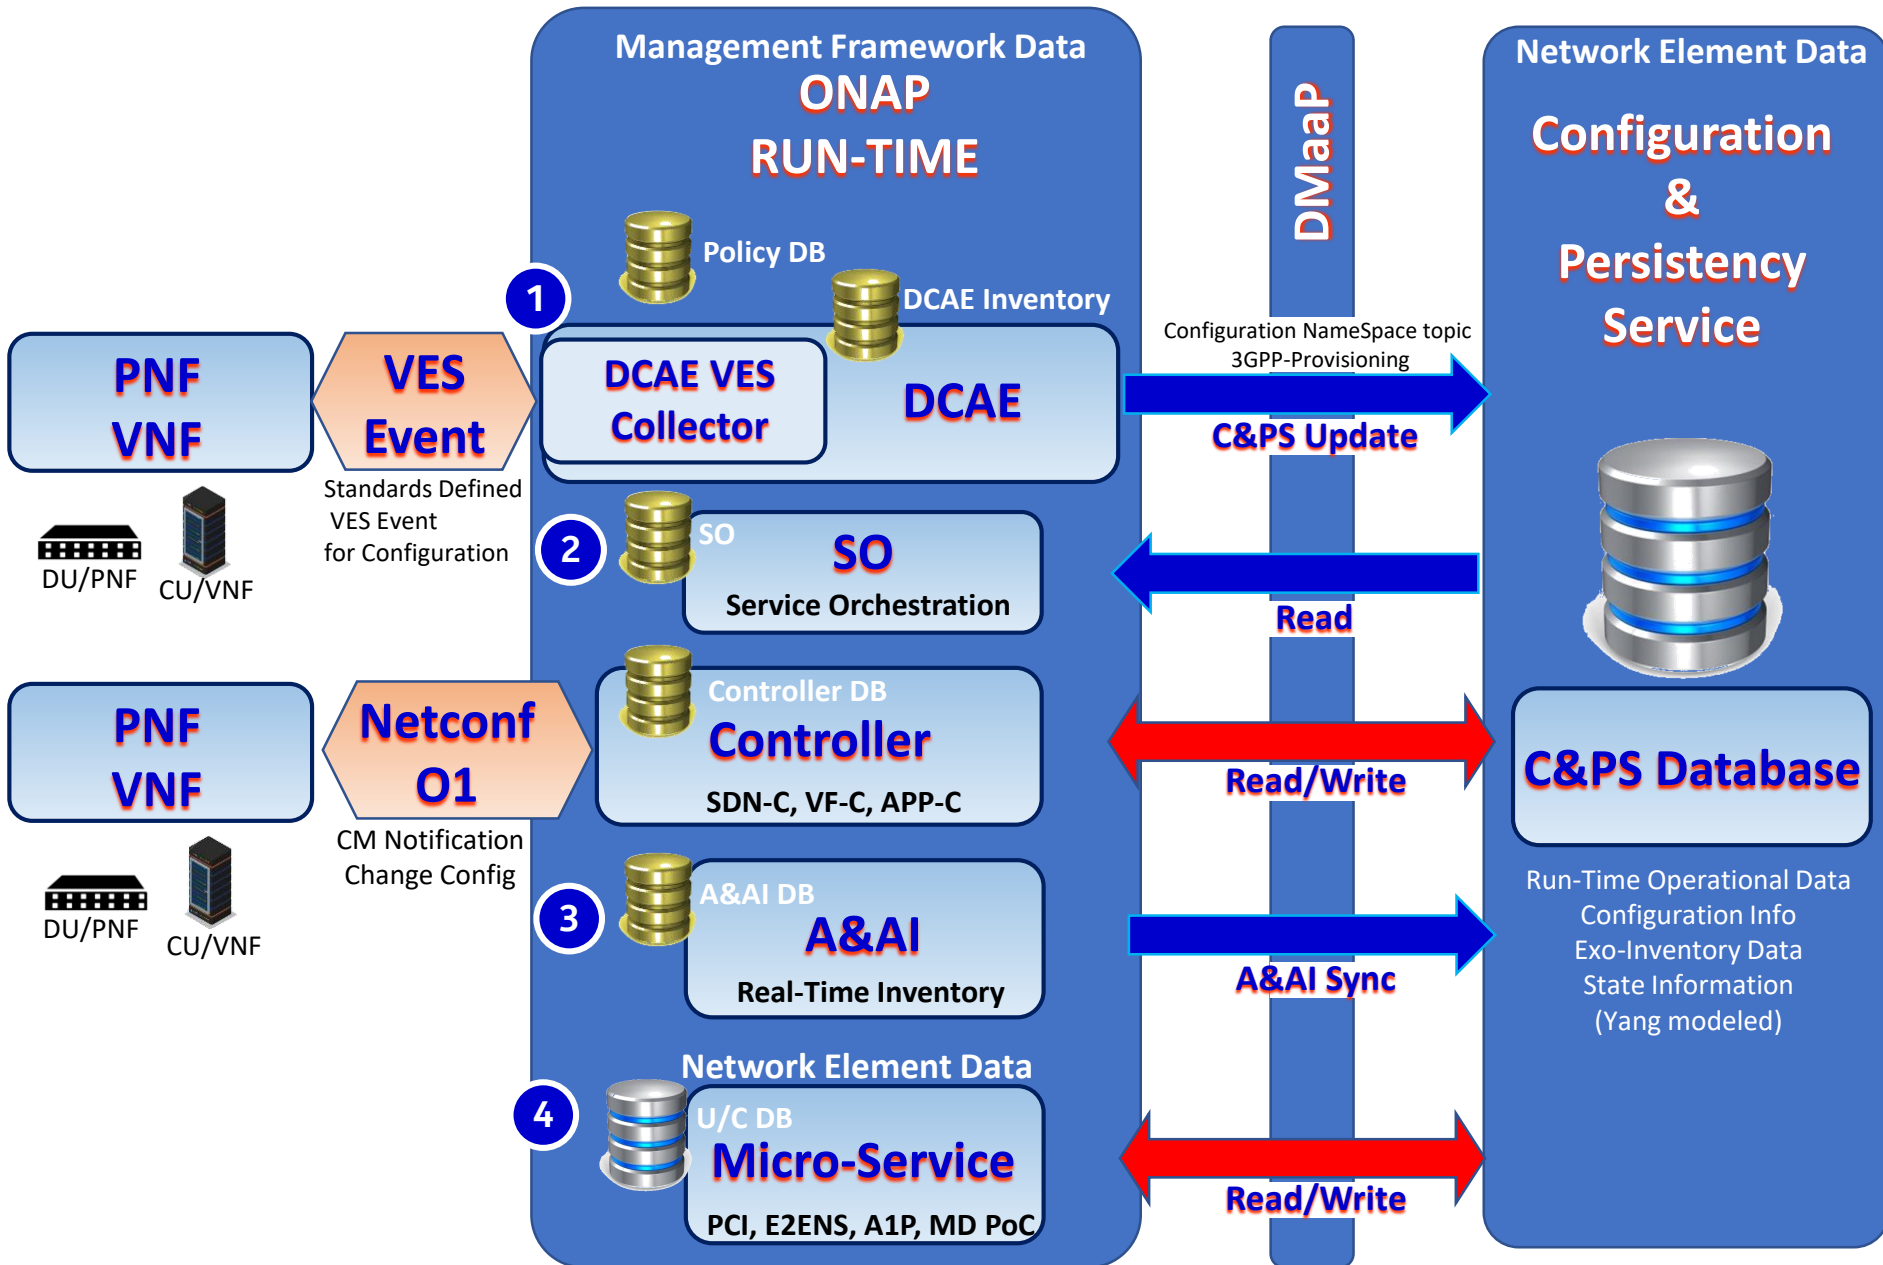 Management Framework Data
ONAP
RUN-TIME
Policy DB
DCAE Inventory
1
DCAE VES
Collector
DCAE
PNF
VNF
VES
Event
Standards Defined
VES Event
for Configuration
DU/PNF
CU/VNF
2
SO
SO
Service Orchestration
PNF
VNF
Netconf
O1
CM Notification
Change Config
DU/PNF
CU/VNF
Controller DB
Controller
SDN-C, VF-C, APP-C
3
A&AI DB
A&AI
Real-Time Inventory
Network Element Data
4
U/C DB
Micro-Service
PCI, E2ENS, A1P, MD PoC
DMaaP
Configuration NameSpace topic
3GPP-Provisioning
C&PS Update
Read
Read/Write
A&AI Sync
Read/Write
Network Element Data
Configuration
&
Persistency
Service
C&PS Database
Run-Time Operational Data
Configuration Info
Exo-Inventory Data
State Information
(Yang modeled)